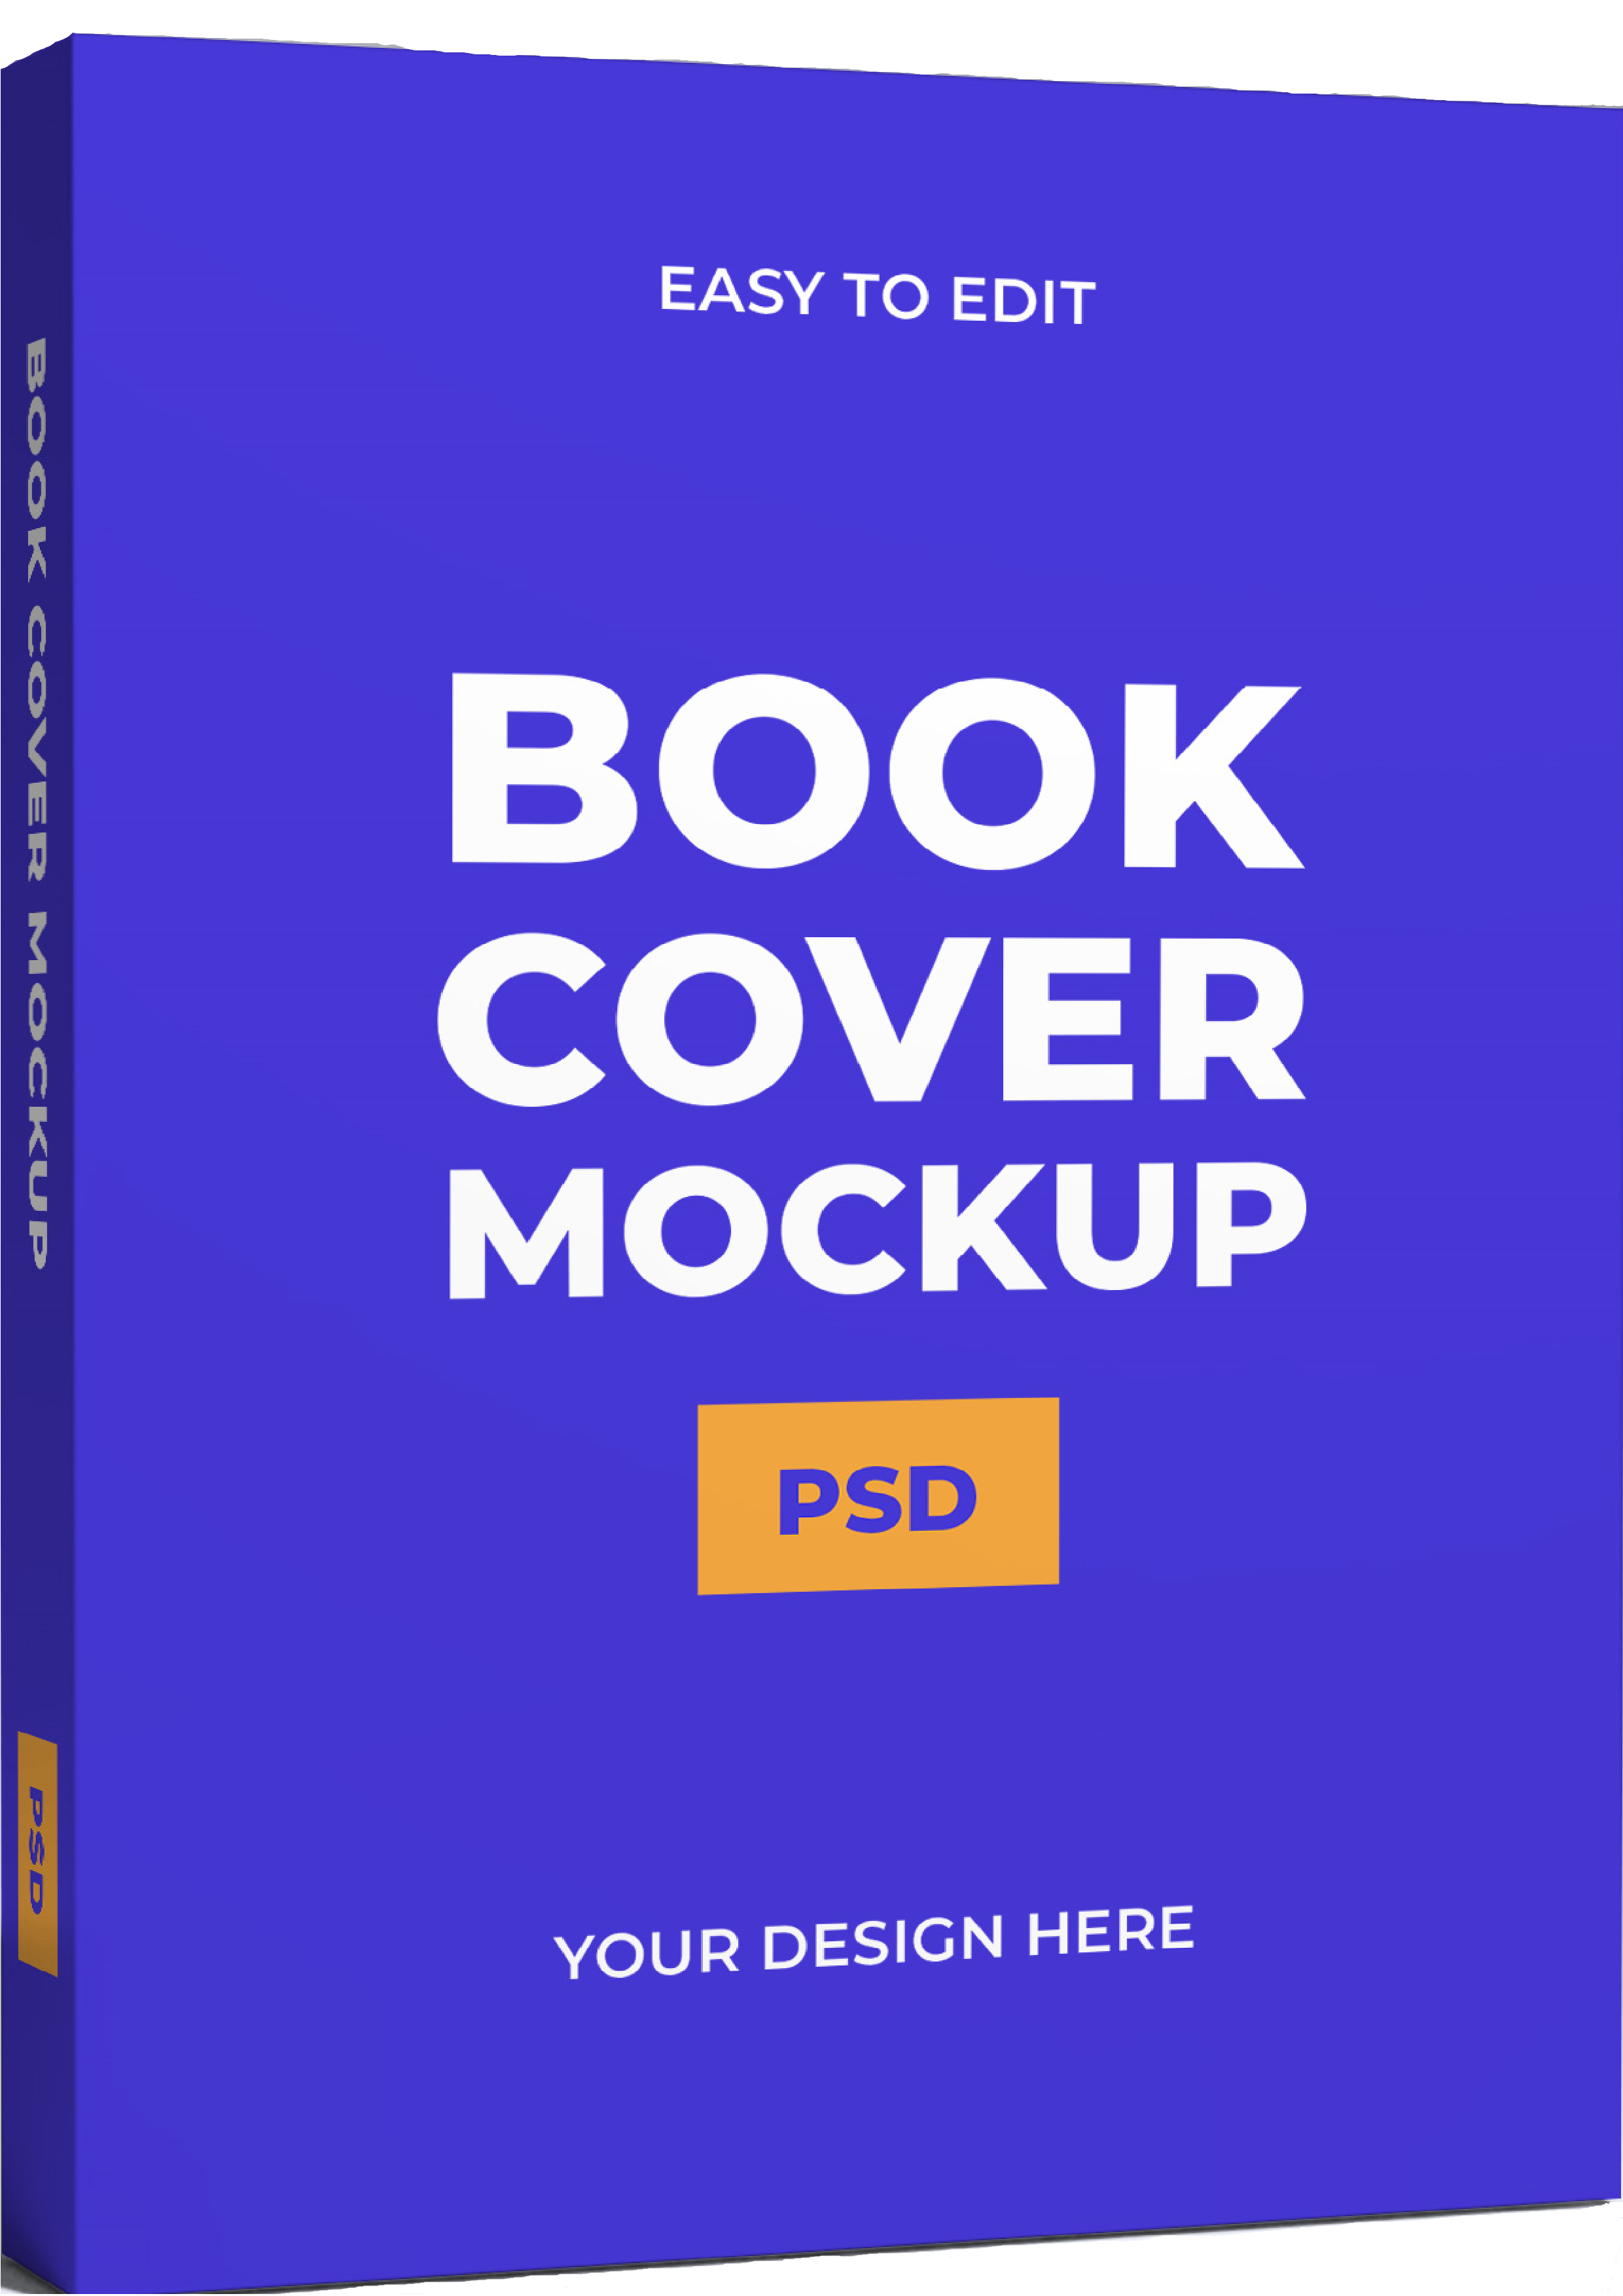 EASY TO EDIT
BOOK
COVER
MOCKUP
PSD
YOUR DESIGN HERE
BOOK COVER MOCKUP
PSD